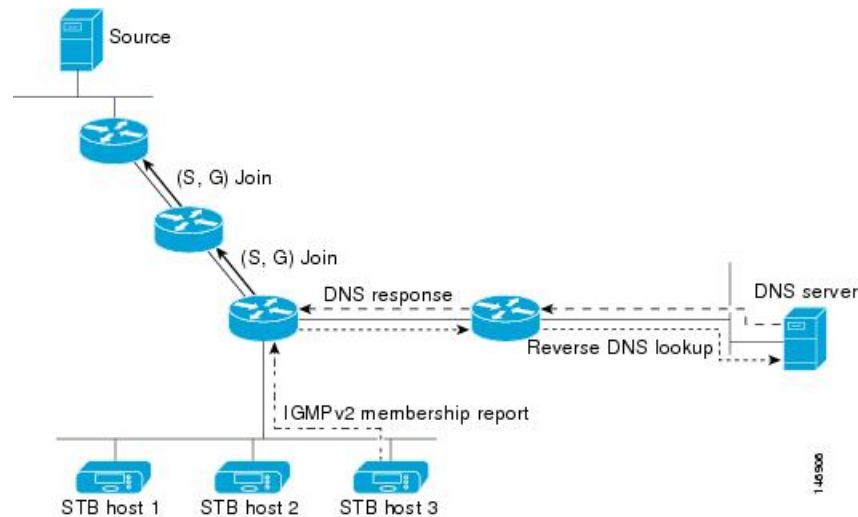 Source
(S, G) Join
(S, G) Join
DNS response
DNS server
Reverse DNS lookup
IGMPv2 membership report
STB host 1
STB host 2
STB host 3
146906